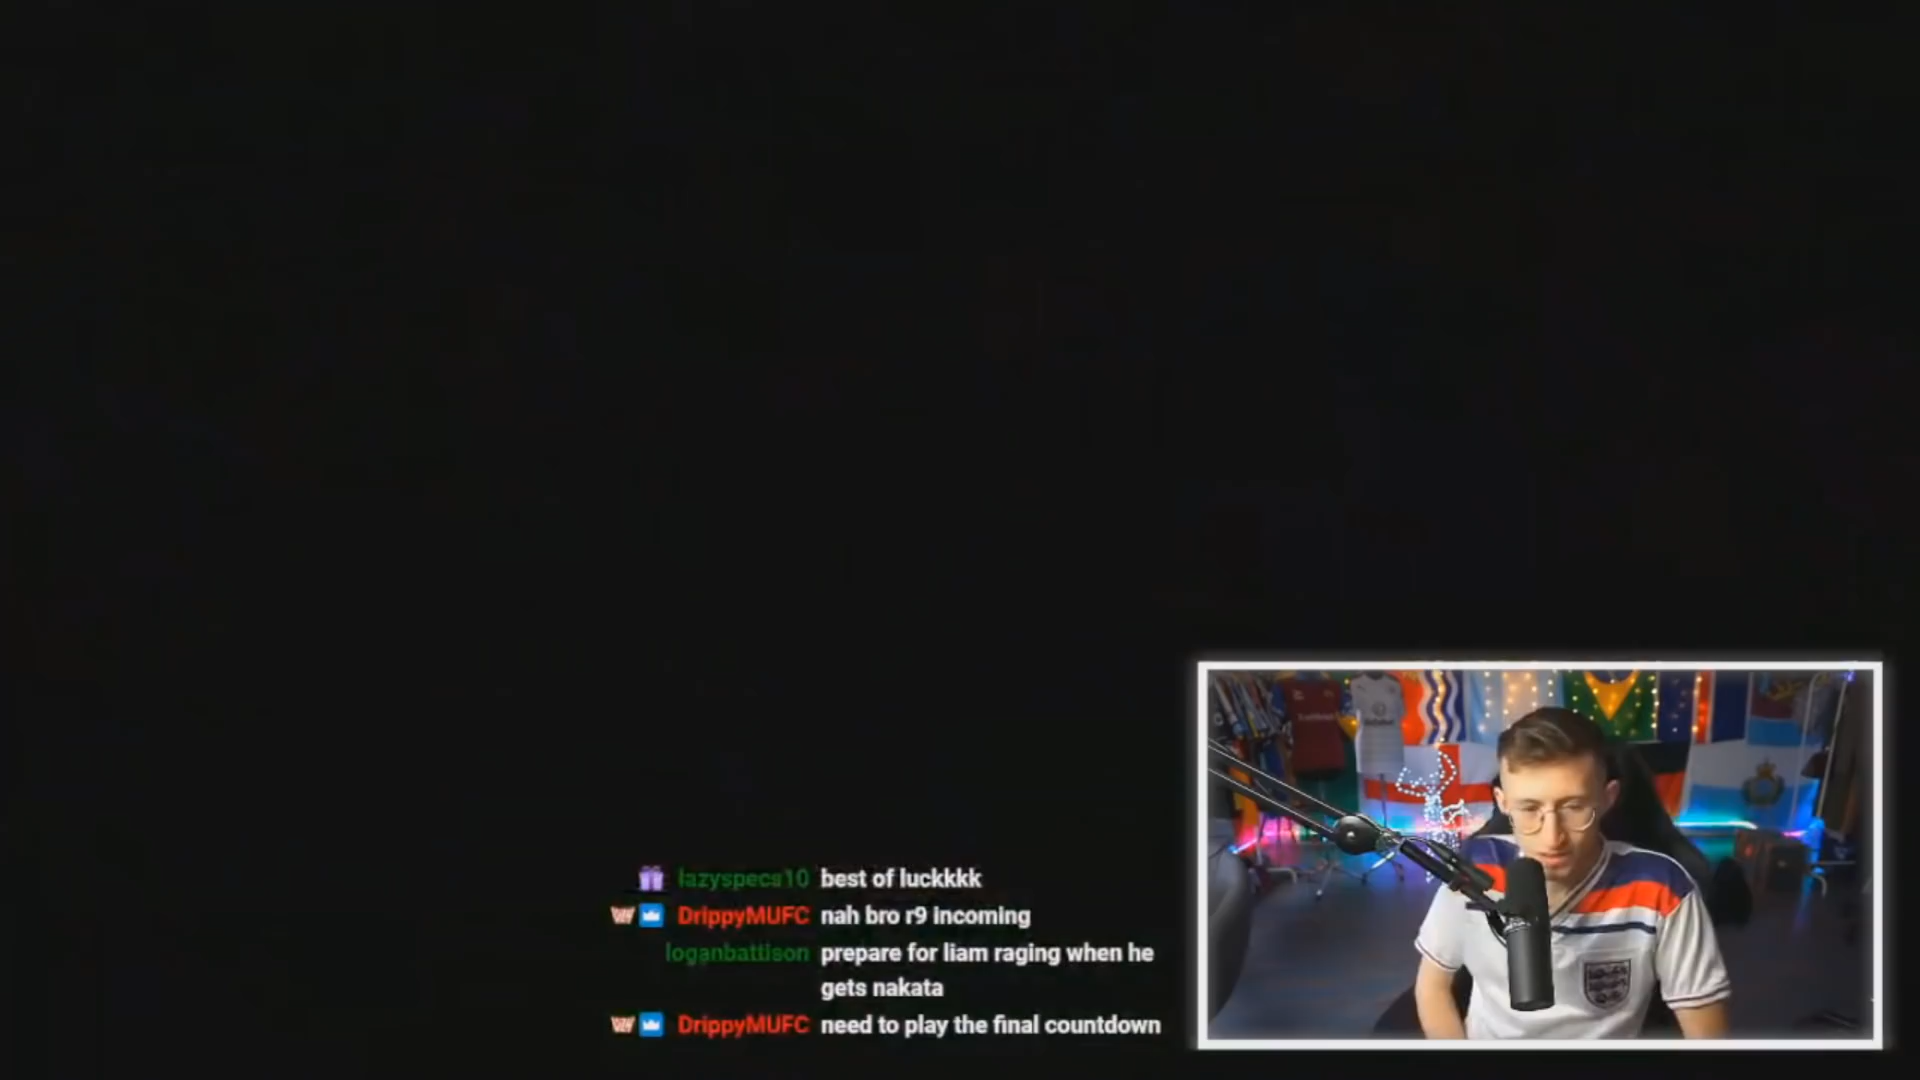 lazyspecs10 best of luckkkk
DrippyMUFC nah bro r9 incoming
loganbattison prepare for liam raging when he
gets nakata
DrippyMUFC need to play the final countdown